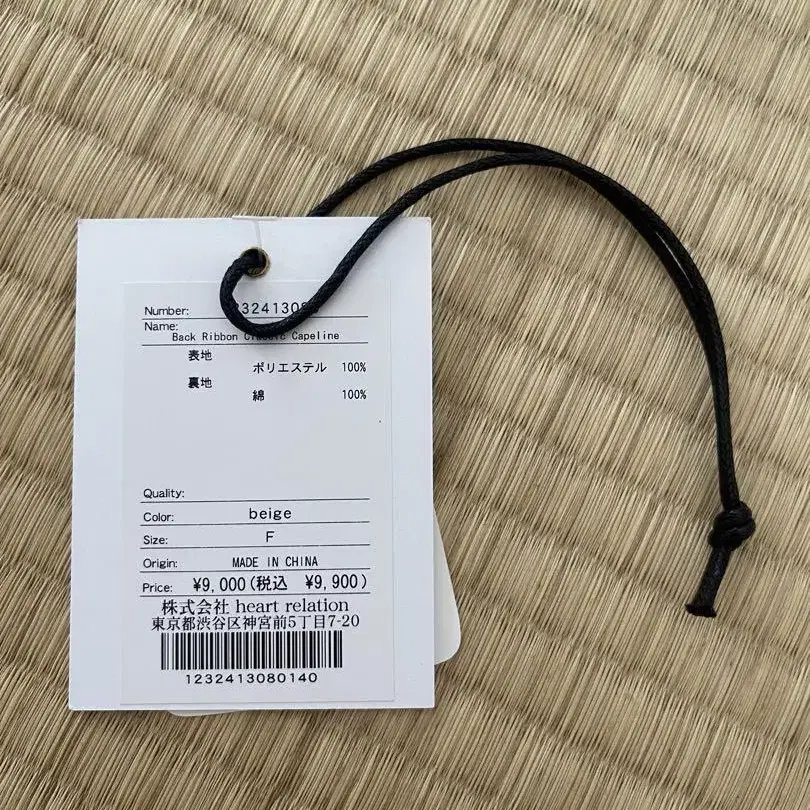 Number: 232413080
Name:
Back Ribbon Classic Capeline
表地
ポリエステル 100%
裏地
綿 100%
Quality:
Color: beige
Size: F
Origin: MADE IN CHINA
Price: ¥9,000(税込 ¥9,900)
株式会社 heart relation
東京都渋谷区神宮前5丁目7-20
1232413080140